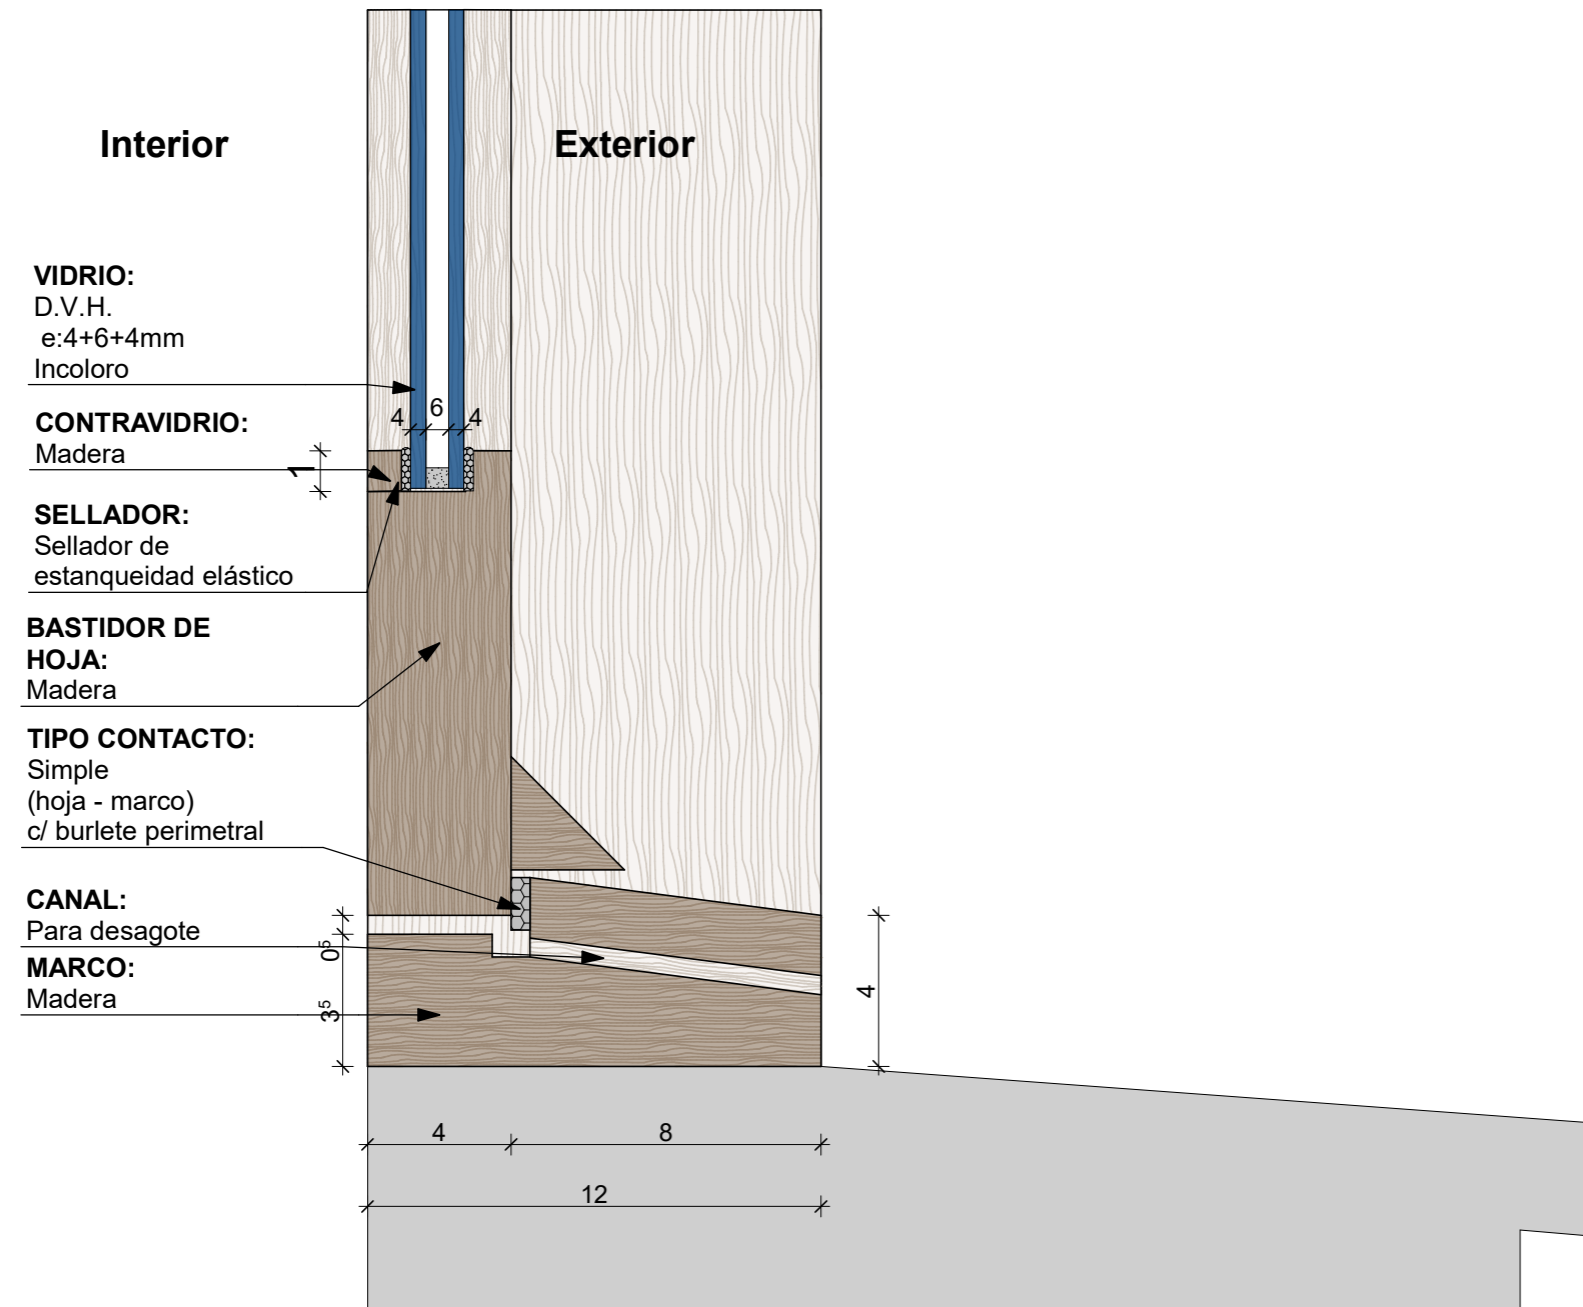 Interior
Exterior
VIDRIO:
D.V.H.
e:4+6+4mm
Incoloro
CONTRAVIDRIO:
Madera
4
6
4
1
SELLADOR:
Sellador de
estanqueidad elástico
BASTIDOR DE
HOJA:
Madera
TIPO CONTACTO:
Simple
(hoja - marco)
c/ burlete perimetral
CANAL:
Para desagote
MARCO:
Madera
0⁵
3⁵
4
4
8
12